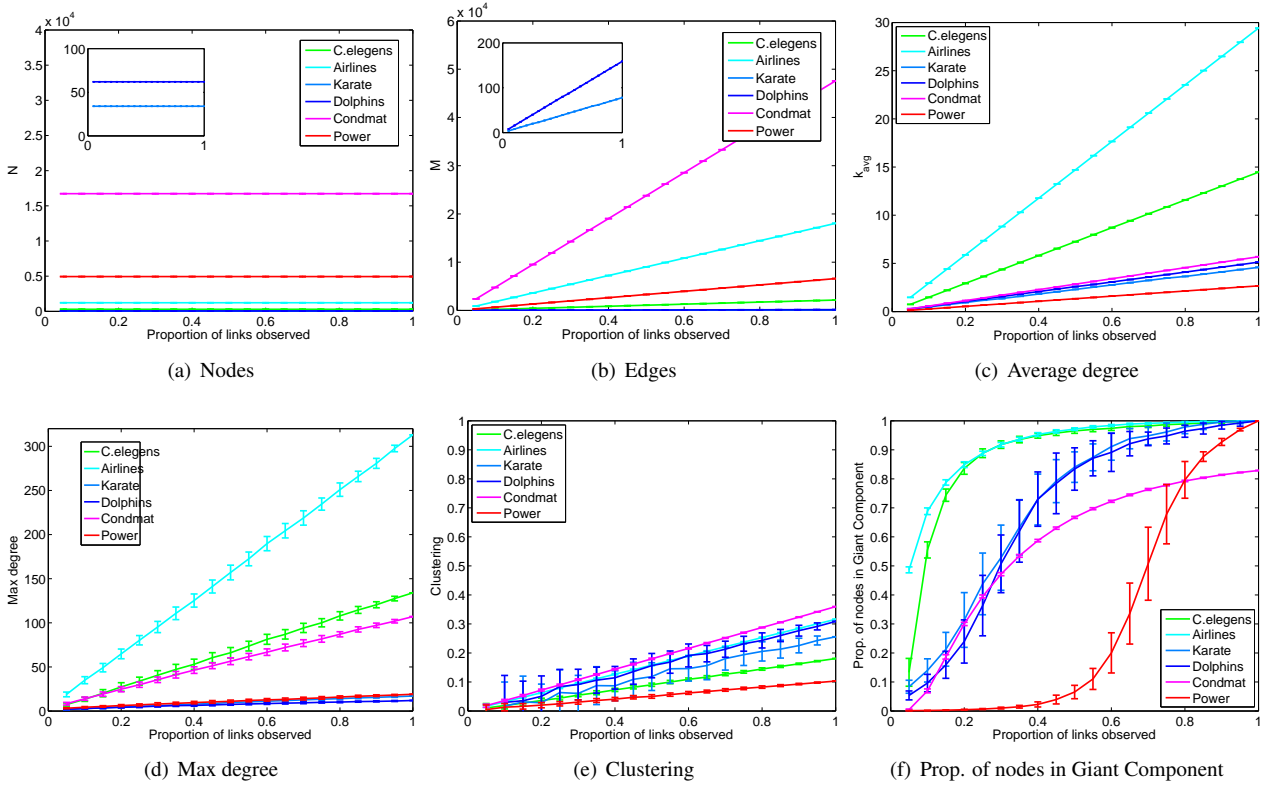 x 10^4
4
3.5
3
2.5
2
1.5
1
0.5
0
N
100
50
0
0 1
C.elegens
Airlines
Karate
Dolphins
Condmat
Power
0 0.2 0.4 0.6 0.8 1
Proportion of links observed
(a) Nodes
x 10^4
6
5
4
3
2
1
0
M
200
100
0
0 1
C.elegens
Airlines
Karate
Dolphins
Condmat
Power
0 0.2 0.4 0.6 0.8 1
Proportion of links observed
(b) Edges
30
25
20
15
10
5
0
k_avg
C.elegens
Airlines
Karate
Dolphins
Condmat
Power
0 0.2 0.4 0.6 0.8 1
Proportion of links observed
(c) Average degree
300
250
200
150
100
50
0
Max degree
C.elegens
Airlines
Karate
Dolphins
Condmat
Power
0 0.2 0.4 0.6 0.8 1
Proportion of links observed
(d) Max degree
1
0.9
0.8
0.7
0.6
0.5
0.4
0.3
0.2
0.1
0
Clustering
C.elegens
Airlines
Karate
Dolphins
Condmat
Power
0 0.2 0.4 0.6 0.8 1
Proportion of links observed
(e) Clustering
1
0.9
0.8
0.7
0.6
0.5
0.4
0.3
0.2
0.1
0
Prop. of nodes in Giant Component
C.elegens
Airlines
Karate
Dolphins
Condmat
Power
0 0.2 0.4 0.6 0.8 1
Proportion of links observed
(f) Prop. of nodes in Giant Component